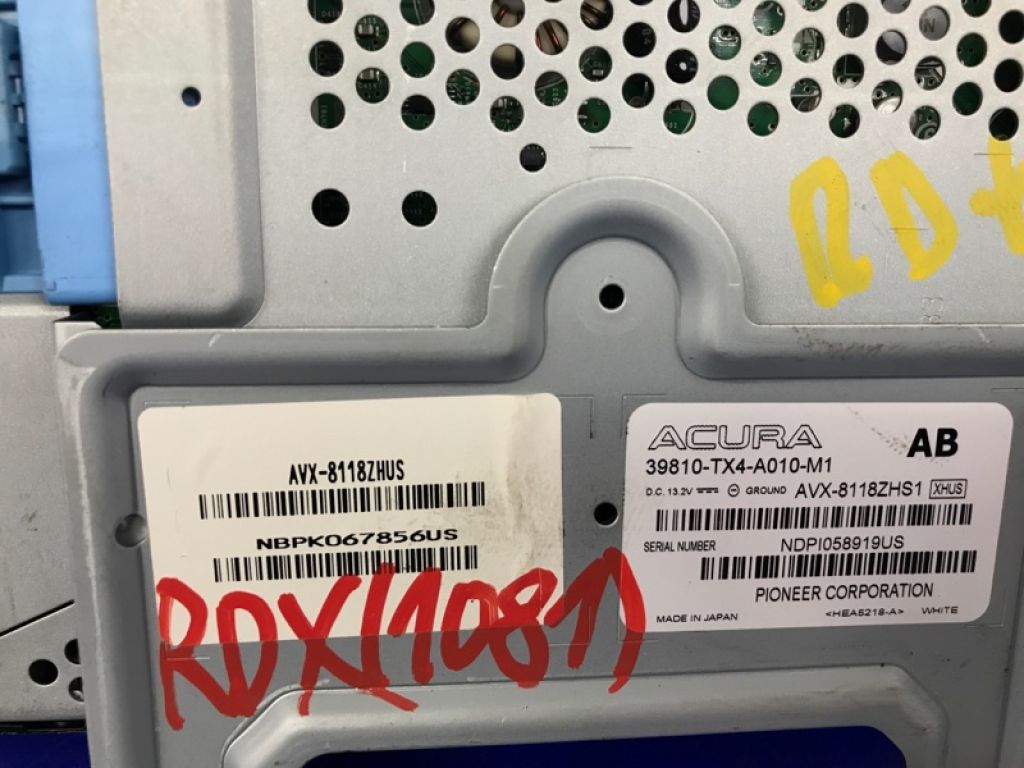 RDX
AVX-8118ZHUS
NBPK067856US
RDX(1081)
ACURA
AB
39810-TX4-A010-M1
D.C. 13.2V GROUND AVX-8118ZHS1 XHUS
SERIAL NUMBER NDPI058919US
PIONEER CORPORATION
MADE IN JAPAN <HEA5218-A> WHITE